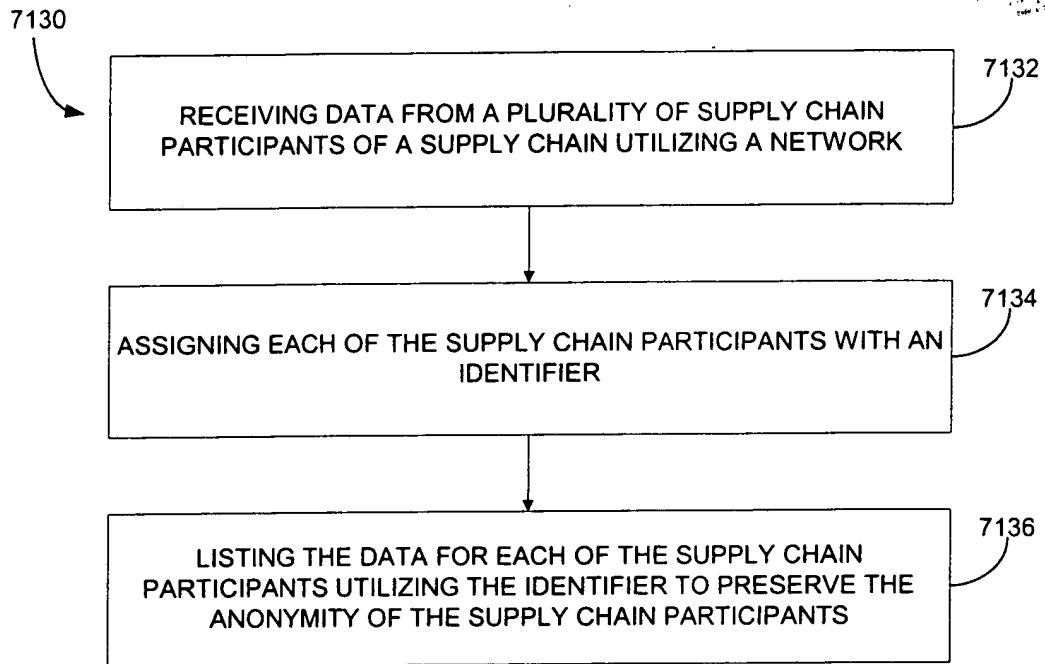 7130
RECEIVING DATA FROM A PLURALITY OF SUPPLY CHAIN
PARTICIPANTS OF A SUPPLY CHAIN UTILIZING A NETWORK
7132
ASSIGNING EACH OF THE SUPPLY CHAIN PARTICIPANTS WITH AN
IDENTIFIER
7134
LISTING THE DATA FOR EACH OF THE SUPPLY CHAIN
PARTICIPANTS UTILIZING THE IDENTIFIER TO PRESERVE THE
ANONYMITY OF THE SUPPLY CHAIN PARTICIPANTS
7136